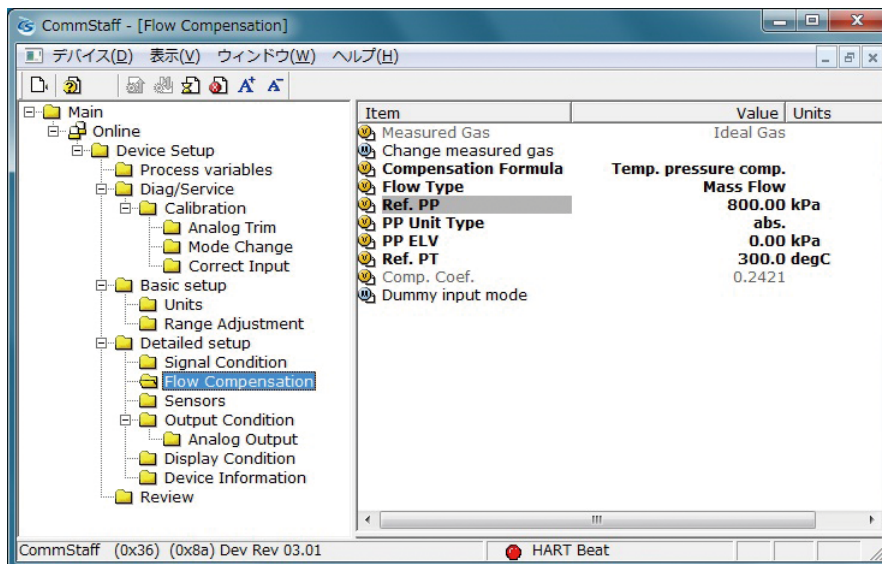 CommStaff - [Flow Compensation]
デバイス(D) 表示(V) ウィンドウ(W) ヘルプ(H)
A+ A-
Main
Online
Device Setup
Process variables
Diag/Service
Calibration
Analog Trim
Mode Change
Correct Input
Basic setup
Units
Range Adjustment
Detailed setup
Signal Condition
Flow Compensation
Sensors
Output Condition
Analog Output
Display Condition
Device Information
Review
Item Value Units
Measured Gas Ideal Gas
Change measured gas
Compensation Formula Temp. pressure comp.
Flow Type Mass Flow
Ref. PP 800.00 kPa
PP Unit Type abs.
PP ELV 0.00 kPa
Ref. PT 300.0 degC
Comp. Coef. 0.2421
Dummy input mode
CommStaff (0x36) (0x8a) Dev Rev 03.01 HART Beat